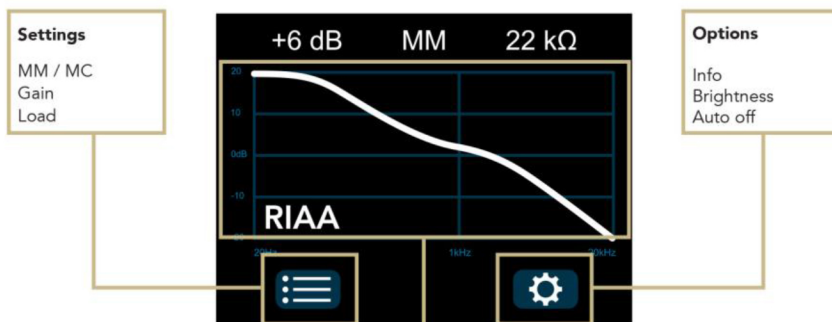 Settings
MM / MC
Gain
Load
+6 dB MM 22 kΩ
20
10
0dB
-10
RIAA
20Hz 1kHz 20kHz
Options
Info
Brightness
Auto off